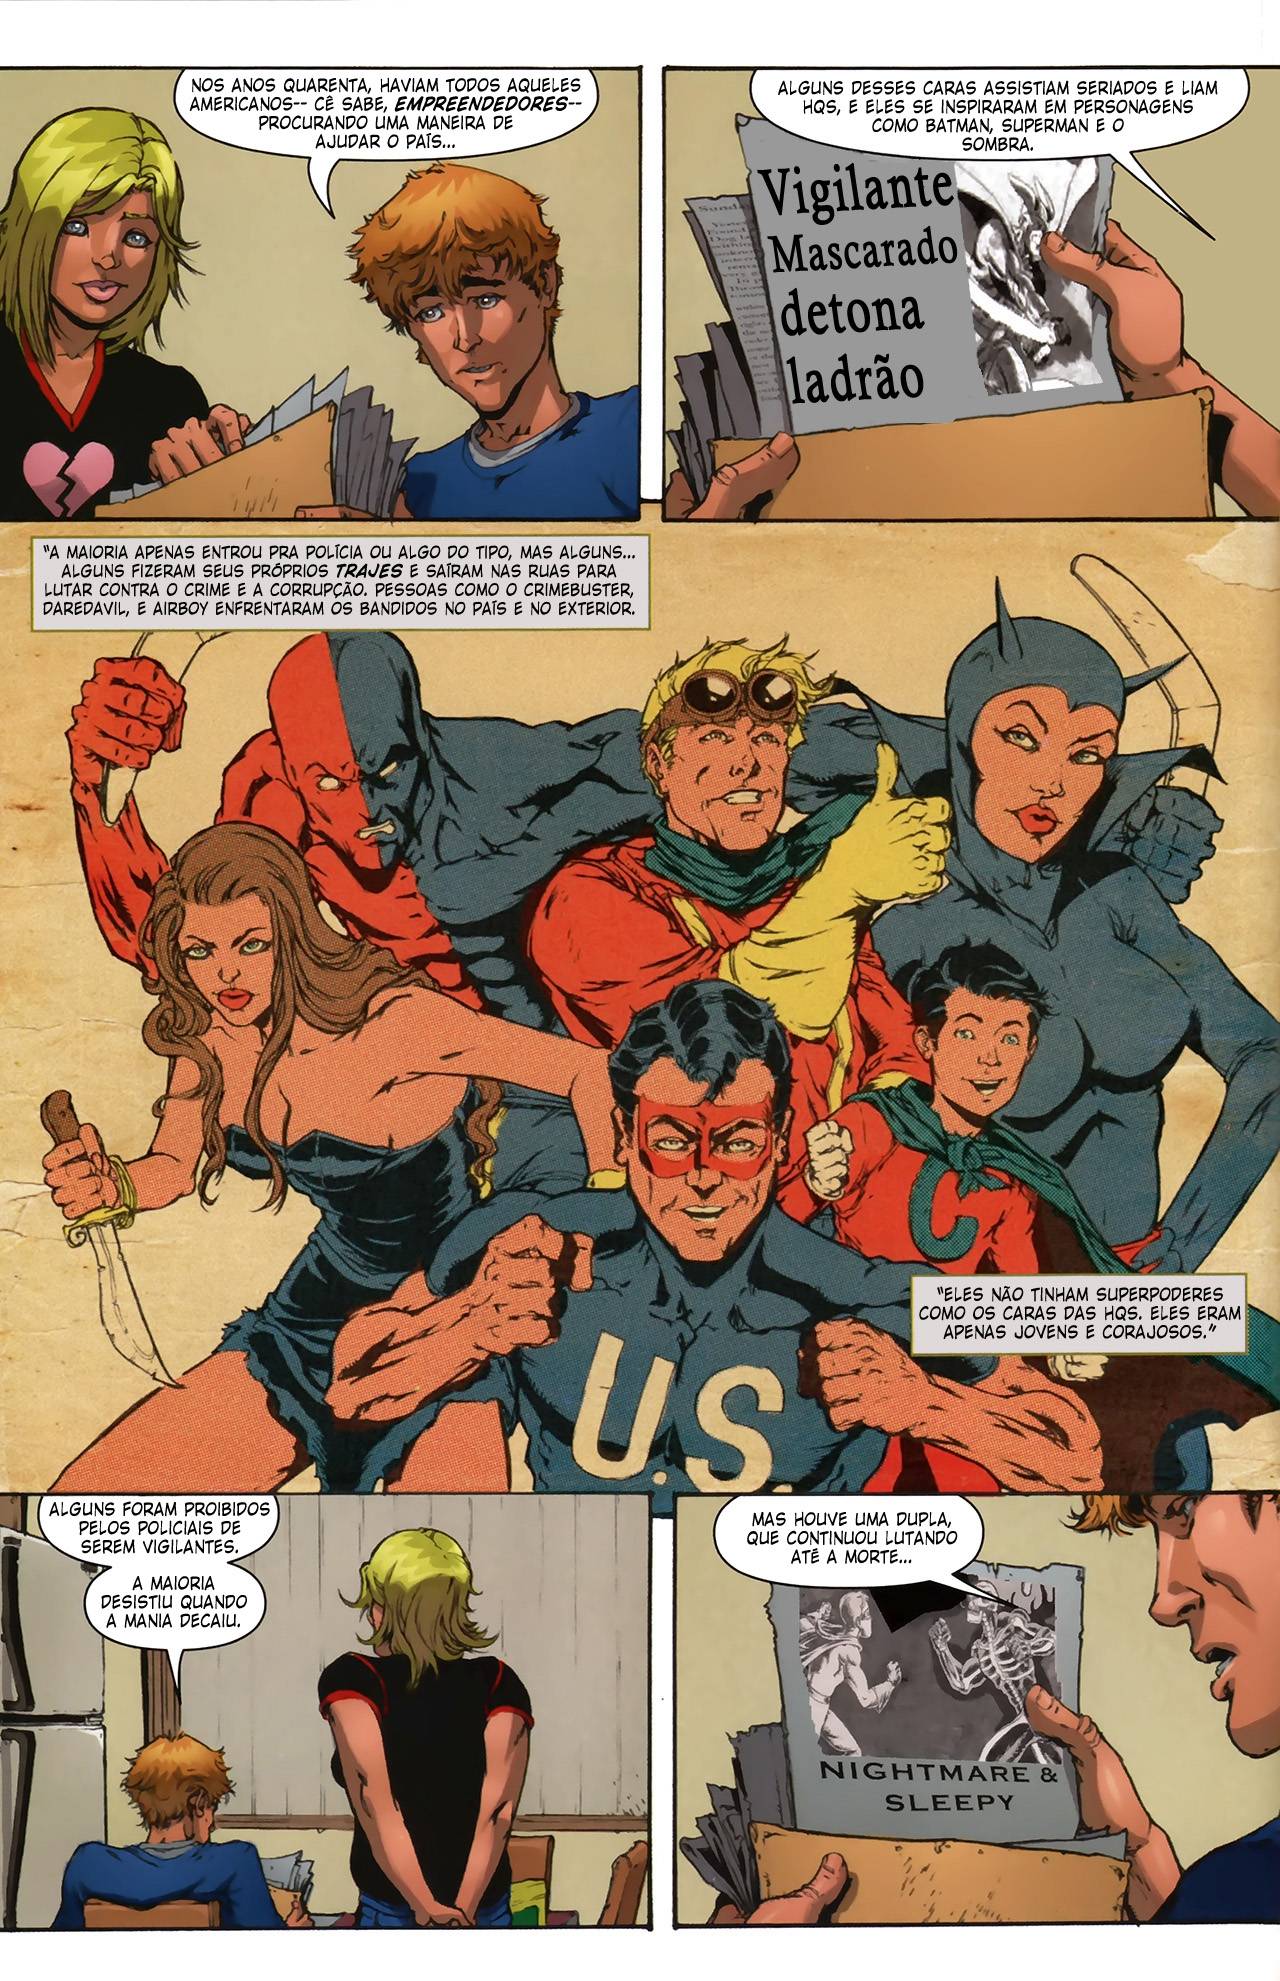 NOS ANOS QUARENTA, HAVIAM TODOS AQUELES
AMERICANOS-- CÊ SABE, EMPREENDEDORES--
PROCURANDO UMA MANEIRA DE
AJUDAR O PAÍS...
ALGUNS DESSES CARAS ASSISTIAM SERIADOS E LIAM
HQS, E ELES SE INSPIRARAM EM PERSONAGENS
COMO BATMAN, SUPERMAN E O
SOMBRA.
Sunda
Vigilante
Mascarado
detona
ladrão
"A MAIORIA APENAS ENTROU PRA POLÍCIA OU ALGO DO TIPO, MAS ALGUNS...
ALGUNS FIZERAM SEUS PRÓPRIOS TRAJES E SAÍRAM NAS RUAS PARA
LUTAR CONTRA O CRIME E A CORRUPÇÃO. PESSOAS COMO O CRIMEBUSTER,
DAREDAVIL, E AIRBOY ENFRENTARAM OS BANDIDOS NO PAÍS E NO EXTERIOR.
C
U.S.
"ELES NÃO TINHAM SUPERPODERES
COMO OS CARAS DAS HQS. ELES ERAM
APENAS JOVENS E CORAJOSOS."
ALGUNS FORAM PROIBIDOS
PELOS POLICIAIS DE
SEREM VIGILANTES.
A MAIORIA
DESISTIU QUANDO
A MANIA DECAIU.
MAS HOUVE UMA DUPLA,
QUE CONTINUOU LUTANDO
ATÉ A MORTE...
NIGHTMARE &
SLEEPY